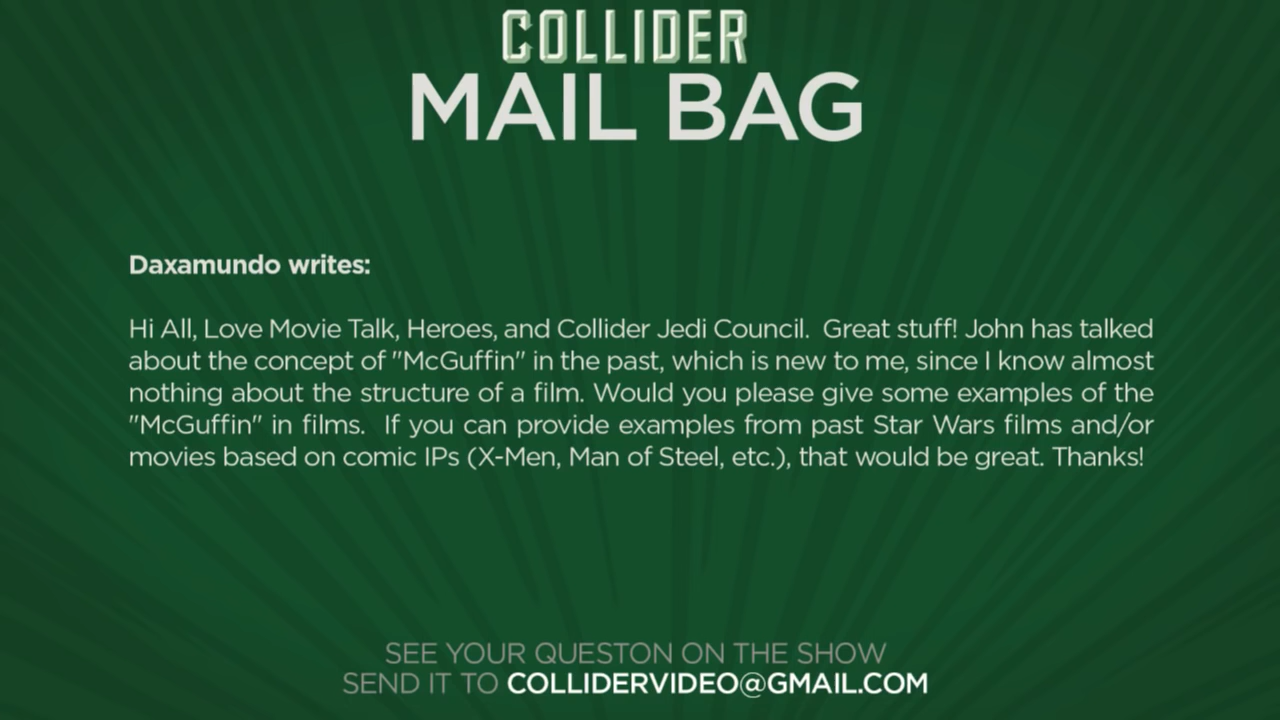 COLLIDER
MAIL BAG
Daxamundo writes:
Hi All, Love Movie Talk, Heroes, and Collider Jedi Council.  Great stuff! John has talked
about the concept of "McGuffin" in the past, which is new to me, since I know almost
nothing about the structure of a film. Would you please give some examples of the
"McGuffin" in films.  If you can provide examples from past Star Wars films and/or
movies based on comic IPs (X-Men, Man of Steel, etc.), that would be great. Thanks!
SEE YOUR QUESTON ON THE SHOW
SEND IT TO COLLIDERVIDEO@GMAIL.COM